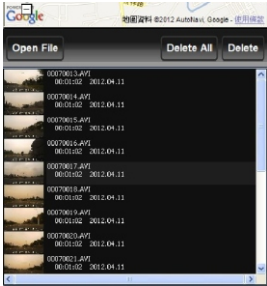 POWERED BY
Google
地圖資料 ©2012 AutoNavi, Google - 使用條款
Open File Delete All Delete
00070013.AVI
00:01:02 2012.04.11
00070014.AVI
00:01:02 2012.04.11
00070015.AVI
00:01:02 2012.04.11
00070016.AVI
00:01:02 2012.04.11
00070017.AVI
00:01:02 2012.04.11
00070018.AVI
00:01:02 2012.04.11
00070019.AVI
00:01:02 2012.04.11
00070020.AVI
00:01:02 2012.04.11
00070021.AVI
00:01:02 2012.04.11